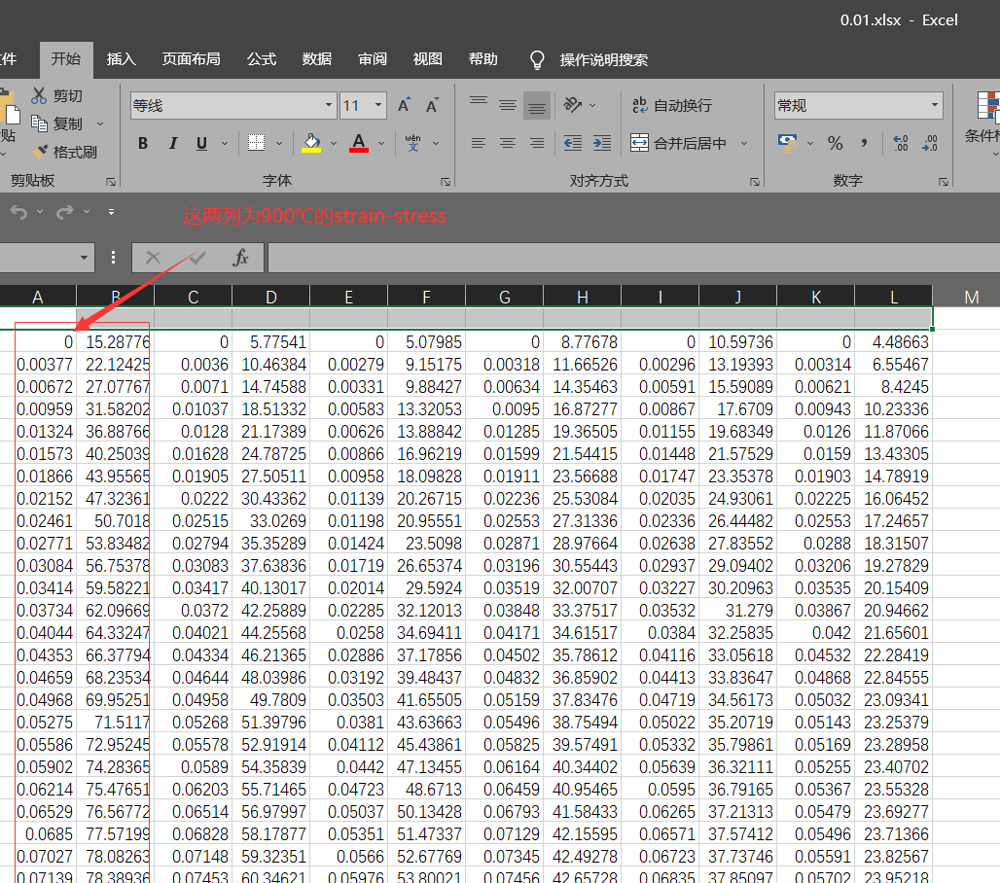 0.01.xlsx - Excel
件 开始 插入 页面布局 公式 数据 审阅 视图 帮助 操作说明搜索
剪切 等线 11 A A ab 自动换行 常规
贴 复制 B I U A wén 文 合并后居中 % 条件格
格式刷
剪贴板 字体 对齐方式 数字
这两列为900℃的strain-stress
fx
A B C D E F G H I J K L M
0 15.28776 0 5.77541 0 5.07985 0 8.77678 0 10.59736 0 4.48663
0.00377 22.12425 0.0036 10.46384 0.00279 9.15175 0.00318 11.66526 0.00296 13.19393 0.00314 6.55467
0.00672 27.07767 0.0071 14.74588 0.00331 9.88427 0.00634 14.35463 0.00591 15.59089 0.00621 8.4245
0.00959 31.58202 0.01037 18.51332 0.00583 13.32053 0.0095 16.87277 0.00867 17.6709 0.00943 10.23336
0.01324 36.88766 0.0128 21.17389 0.00626 13.88842 0.01285 19.36505 0.01155 19.68349 0.0126 11.87066
0.01573 40.25039 0.01628 24.78725 0.00866 16.96219 0.01599 21.54415 0.01448 21.57529 0.0159 13.43305
0.01866 43.95565 0.01905 27.50511 0.00958 18.09828 0.01911 23.56688 0.01747 23.35378 0.01903 14.78919
0.02152 47.32361 0.0222 30.43362 0.01139 20.26715 0.02236 25.53084 0.02035 24.93061 0.02225 16.06452
0.02461 50.7018 0.02515 33.0269 0.01198 20.95551 0.02553 27.31336 0.02336 26.44482 0.02553 17.24657
0.02771 53.83482 0.02794 35.35289 0.01424 23.5098 0.02871 28.97664 0.02638 27.83552 0.0288 18.31507
0.03084 56.75378 0.03083 37.63836 0.01719 26.65374 0.03196 30.55443 0.02937 29.09402 0.03206 19.27829
0.03414 59.58221 0.03417 40.13017 0.02014 29.5924 0.03519 32.00707 0.03227 30.20963 0.03535 20.15409
0.03734 62.09669 0.0372 42.25889 0.02285 32.12013 0.03848 33.37517 0.03532 31.279 0.03867 20.94662
0.04044 64.33247 0.04021 44.25568 0.0258 34.69411 0.04171 34.61517 0.0384 32.25835 0.042 21.65601
0.04353 66.37794 0.04334 46.21365 0.02886 37.17856 0.04502 35.78612 0.04116 33.05618 0.04532 22.28419
0.04659 68.23534 0.04644 48.03986 0.03192 39.48437 0.04832 36.85902 0.04413 33.83647 0.04868 22.84555
0.04968 69.95251 0.04958 49.7809 0.03503 41.65505 0.05159 37.83476 0.04719 34.56173 0.05032 23.09341
0.05275 71.5117 0.05268 51.39796 0.0381 43.63663 0.05496 38.75494 0.05022 35.20719 0.05143 23.25379
0.05586 72.95245 0.05578 52.91914 0.04112 45.43861 0.05825 39.57491 0.05332 35.79861 0.05169 23.28958
0.05902 74.28365 0.0589 54.35839 0.0442 47.13455 0.06164 40.34402 0.05639 36.32111 0.05255 23.40702
0.06214 75.47651 0.06203 55.71465 0.04723 48.6713 0.06459 40.95465 0.0595 36.79165 0.05367 23.55328
0.06529 76.56772 0.06514 56.97997 0.05037 50.13428 0.06793 41.58433 0.06265 37.21313 0.05479 23.69277
0.0685 77.57199 0.06828 58.17877 0.05351 51.47337 0.07129 42.15595 0.06571 37.57412 0.05496 23.71366
0.07027 78.08263 0.07148 59.32351 0.0566 52.67769 0.07345 42.49278 0.06723 37.73746 0.05591 23.82567
0.07139 78.38936 0.07453 60.34621 0.05976 53.80021 0.07456 42.65728 0.06835 37.85097 0.05702 23.95218